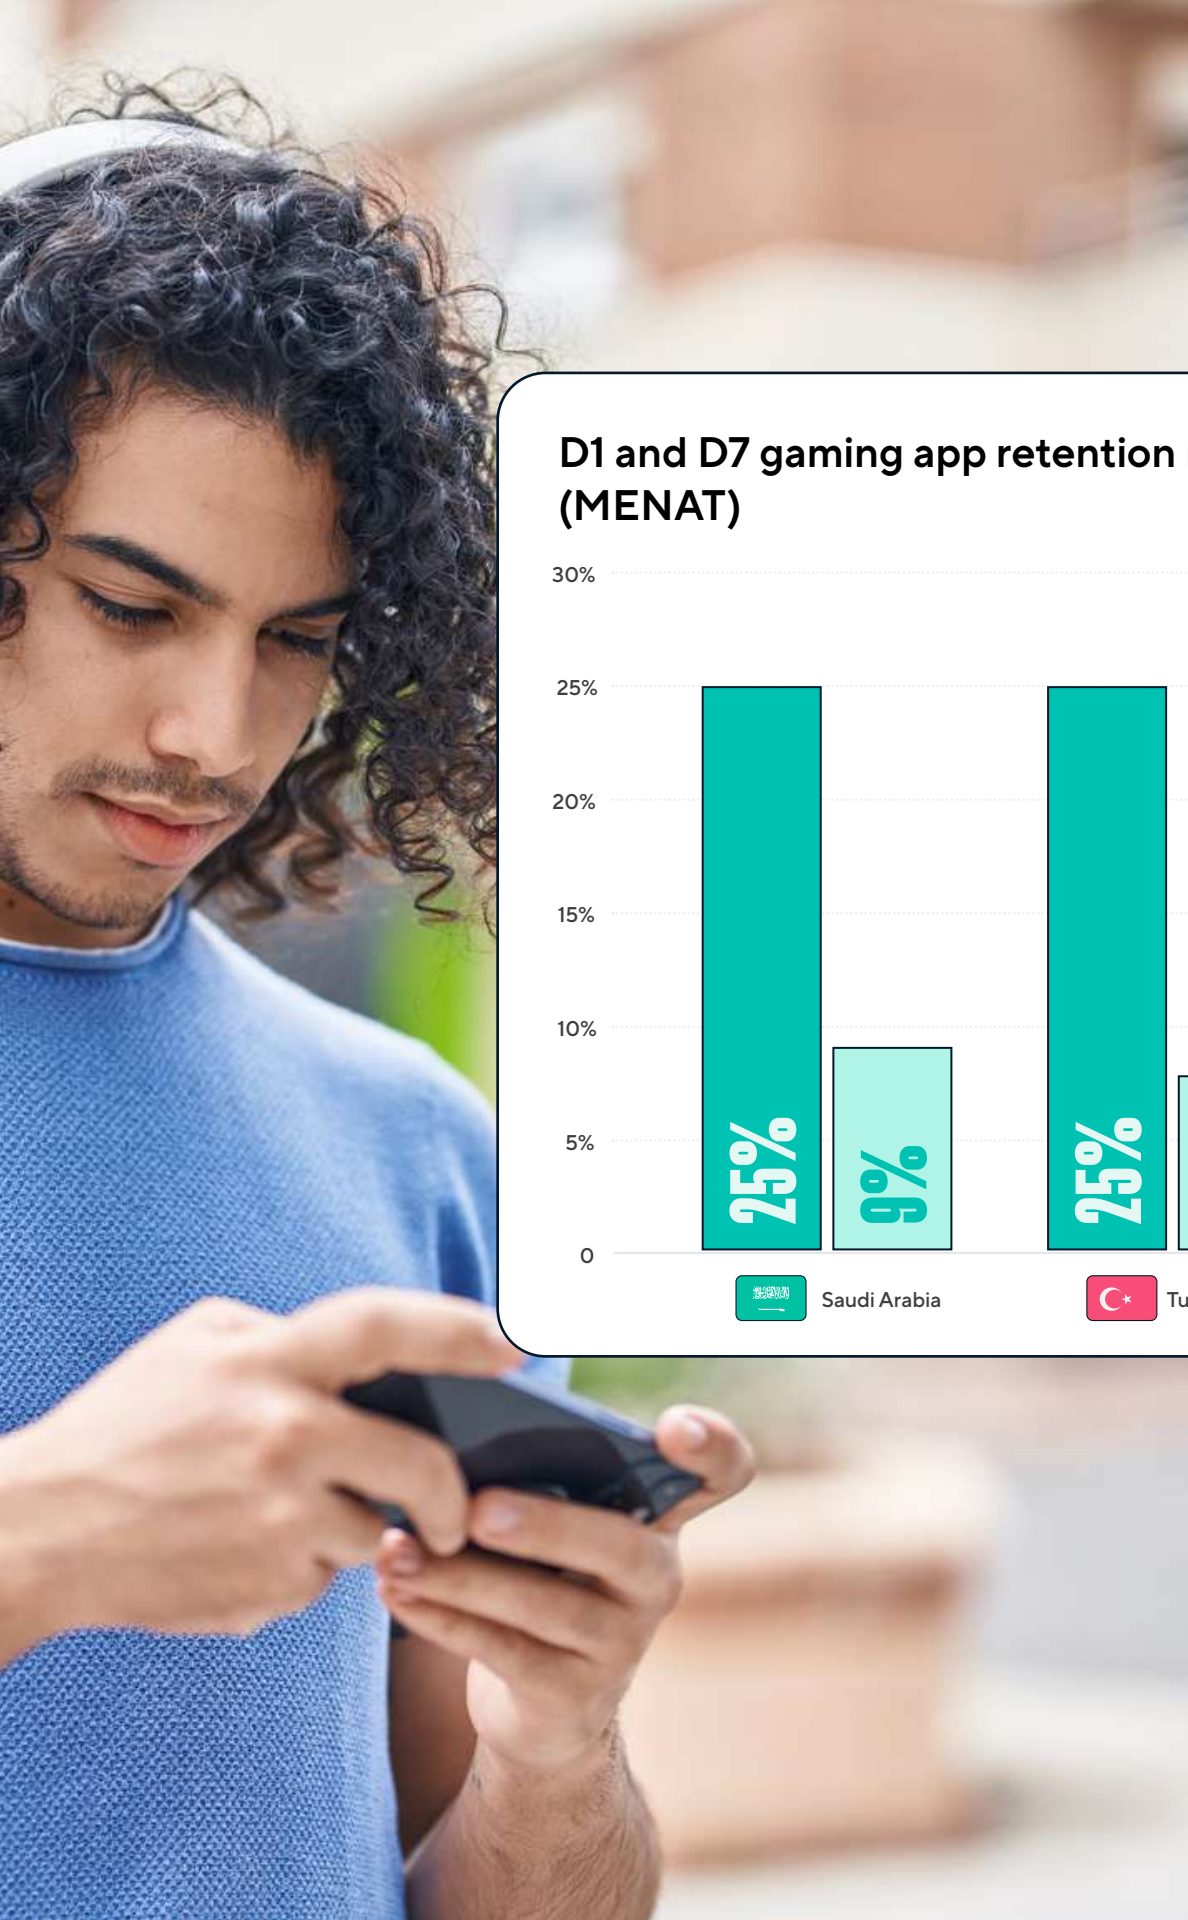 D1 and D7 gaming app retention
(MENAT)
30%
25%
20%
15%
10%
5%
0
25%
9%
25%
Saudi Arabia
Tu